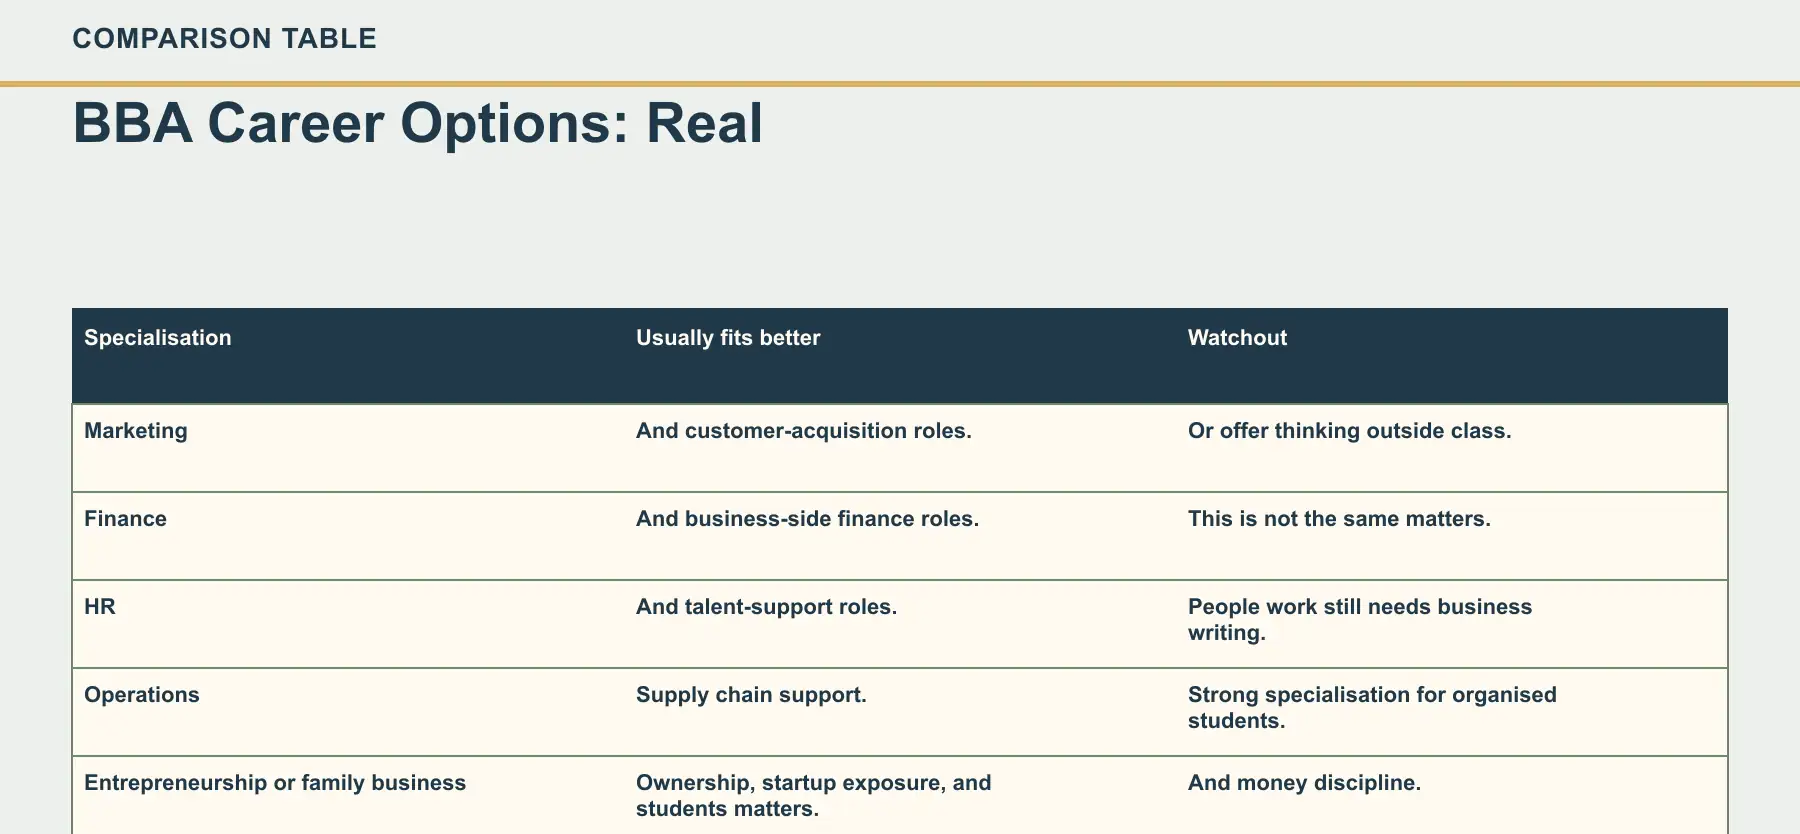 COMPARISON TABLE
BBA Career Options: Real
Specialisation Usually fits better Watchout
Marketing And customer-acquisition roles. Or offer thinking outside class.
Finance And business-side finance roles. This is not the same matters.
HR And talent-support roles. People work still needs business
writing.
Operations Supply chain support. Strong specialisation for organised
students.
Entrepreneurship or family business Ownership, startup exposure, and And money discipline.
students matters.